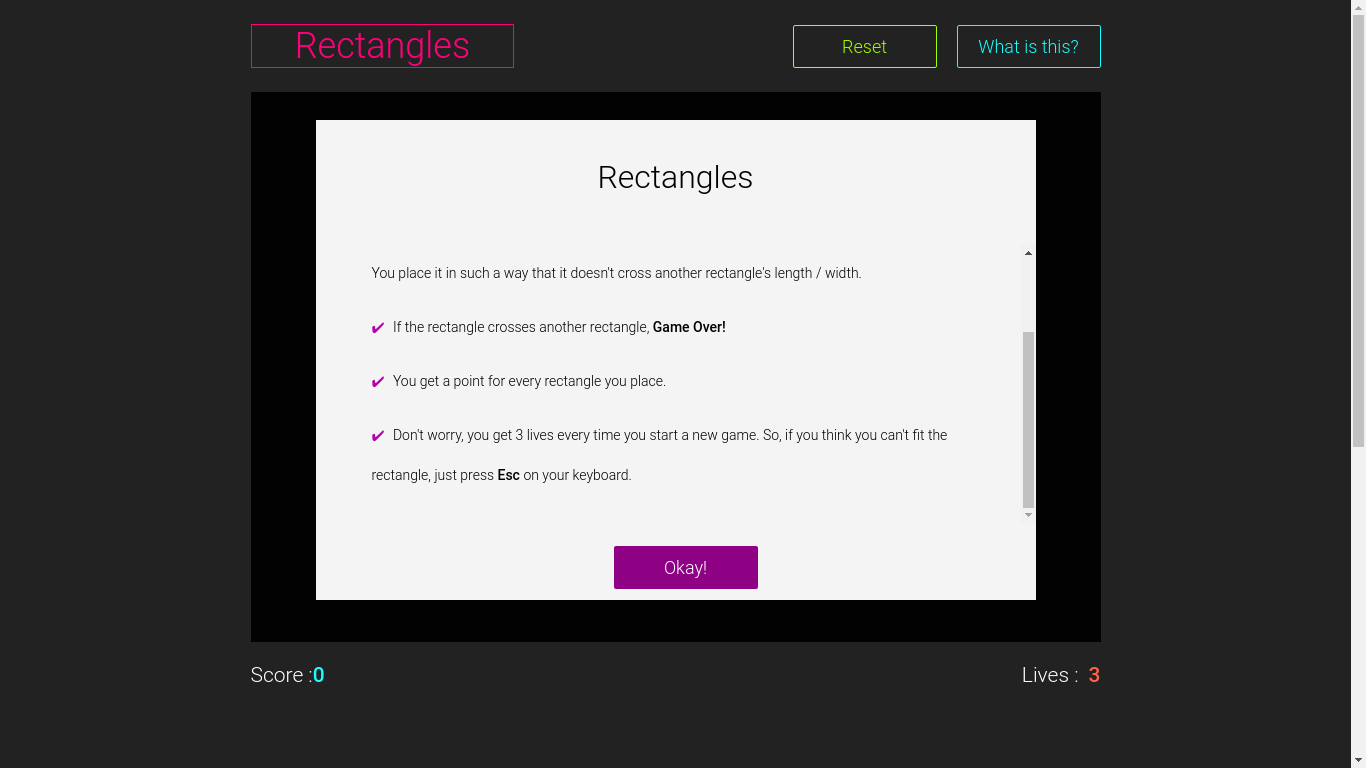 Rectangles
Reset
What is this?
Rectangles
You place it in such a way that it doesn't cross another rectangle's length / width.
✔ If the rectangle crosses another rectangle, Game Over!
✔ You get a point for every rectangle you place.
✔ Don't worry, you get 3 lives every time you start a new game. So, if you think you can't fit the
rectangle, just press Esc on your keyboard.
Okay!
Score :0
Lives : 3